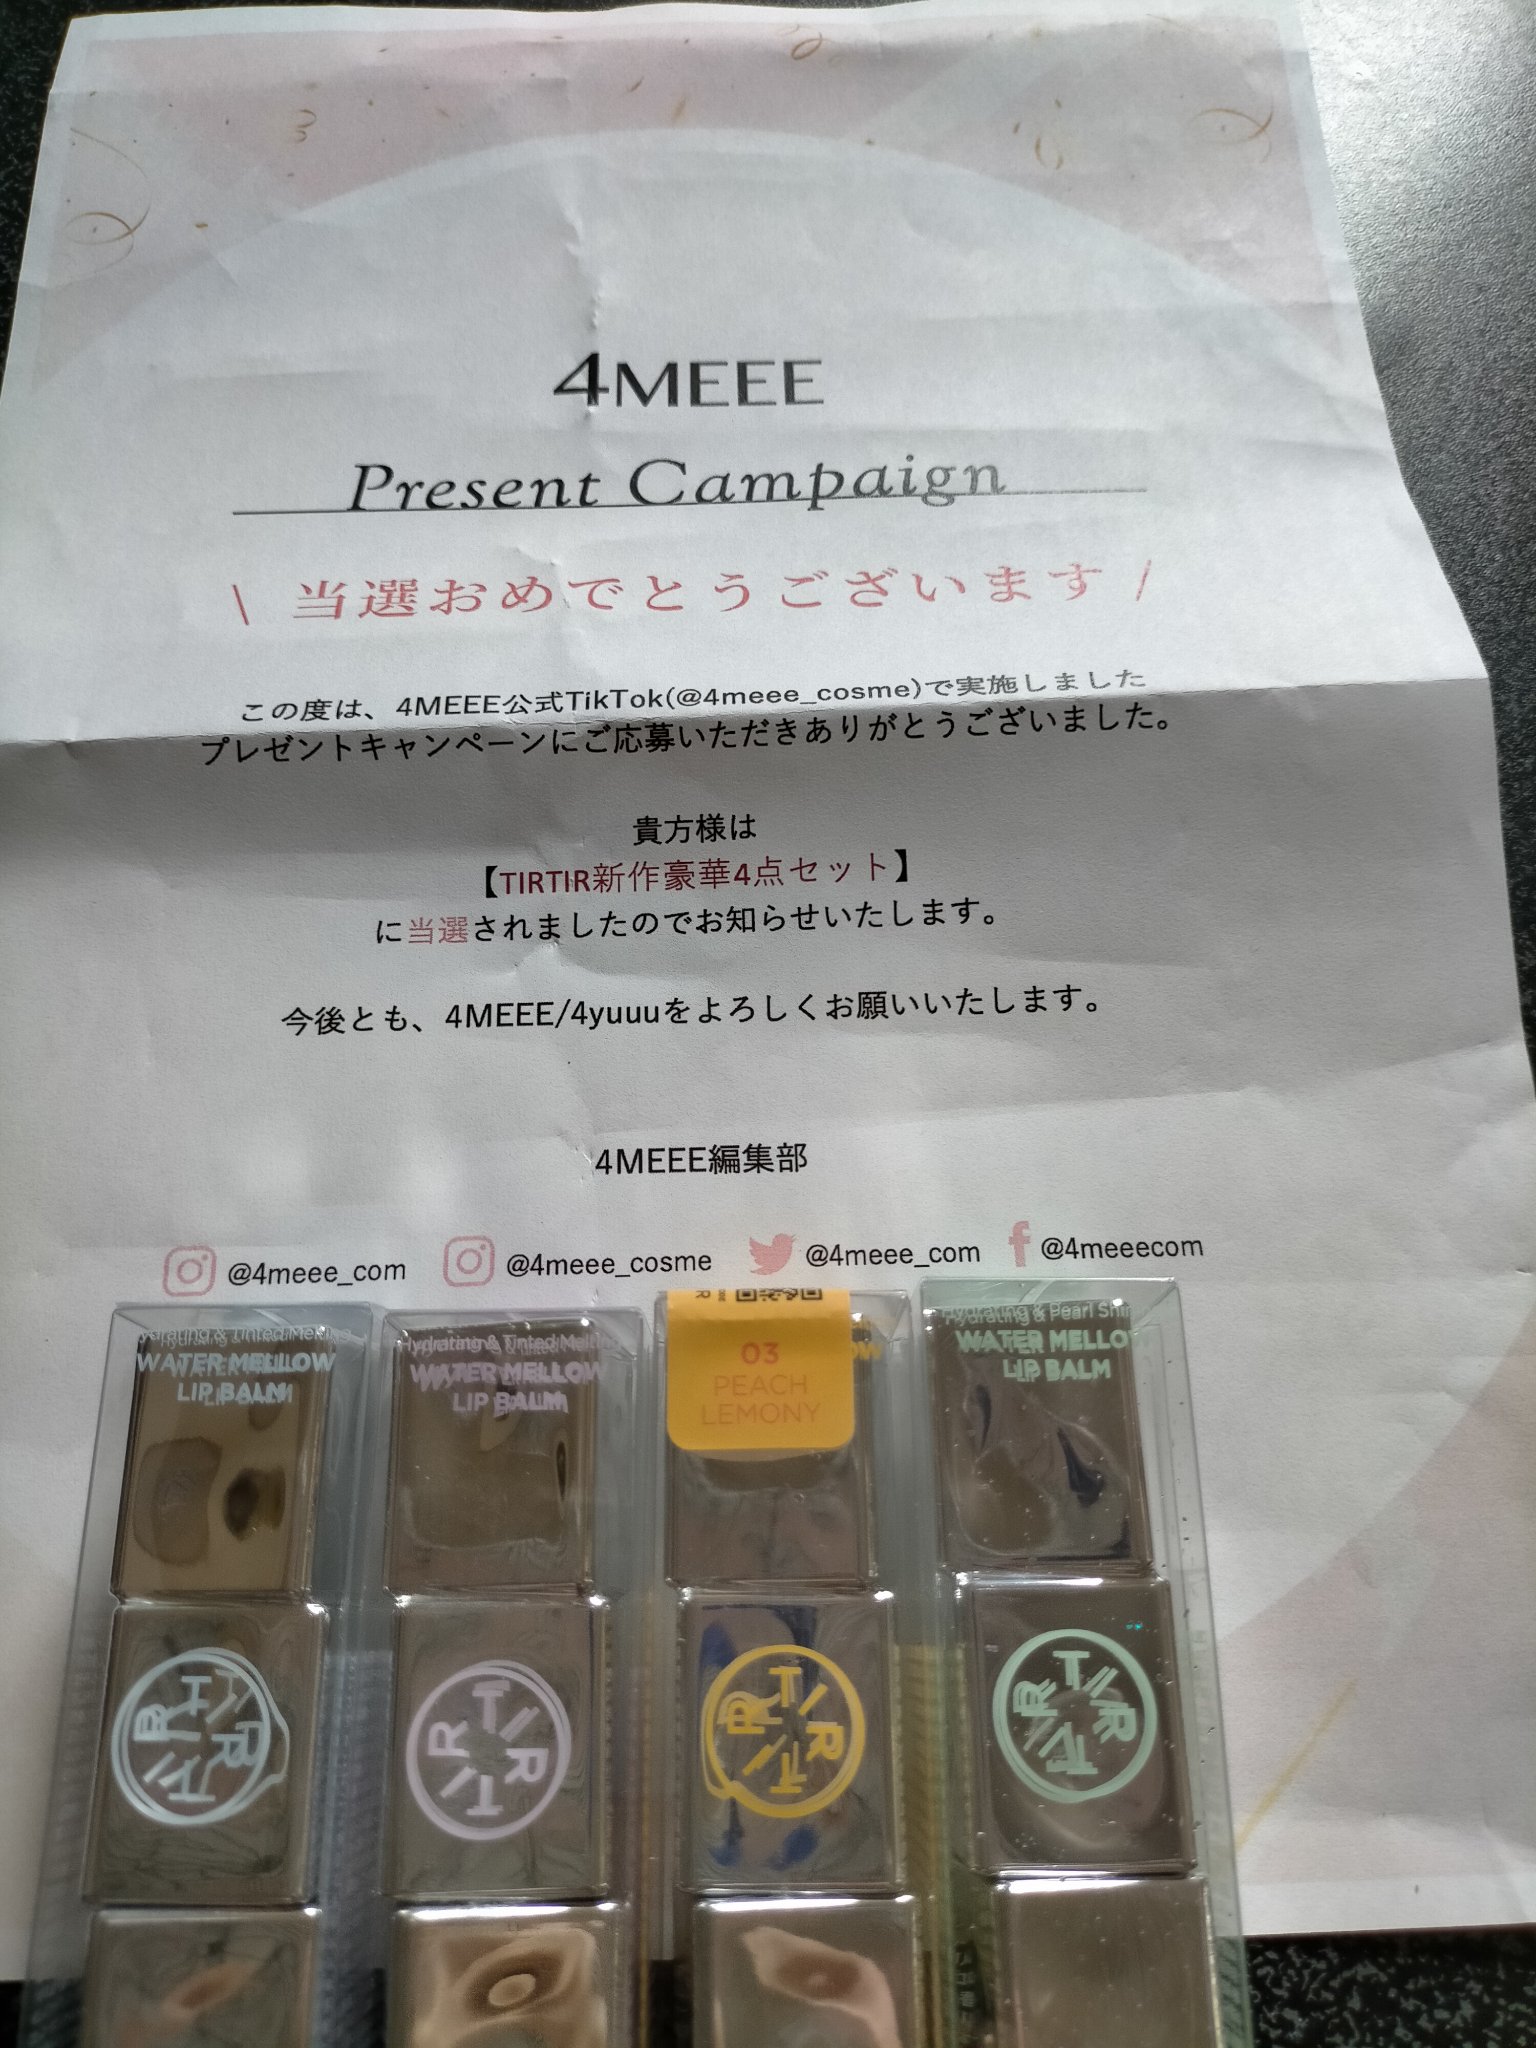 4MEEE
Present Campaign
\ 当選おめでとうございます /
この度は、4MEEE公式TikTok(@4meee_cosme)で実施しました
プレゼントキャンペーンにご応募いただきありがとうございました。
貴方様は
【TIRTIR新作豪華4点セット】
に当選されましたのでお知らせいたします。
今後とも、4MEEE/4yuuuをよろしくお願いいたします。
4MEEE編集部
@4meee_com @4meee_cosme @4meee_com @4meeecom
Hydrating & Tinted
WATER MELLOW
LIP BALM
Hydrating & Tinted
WATER MELLOW
LIP BALM
03
PEACH
LEMONY
Hydrating & Pearl
WATER MELLOW
LIP BALM
TIRTIR
TIRTIR
TIRTIR
TIRTIR